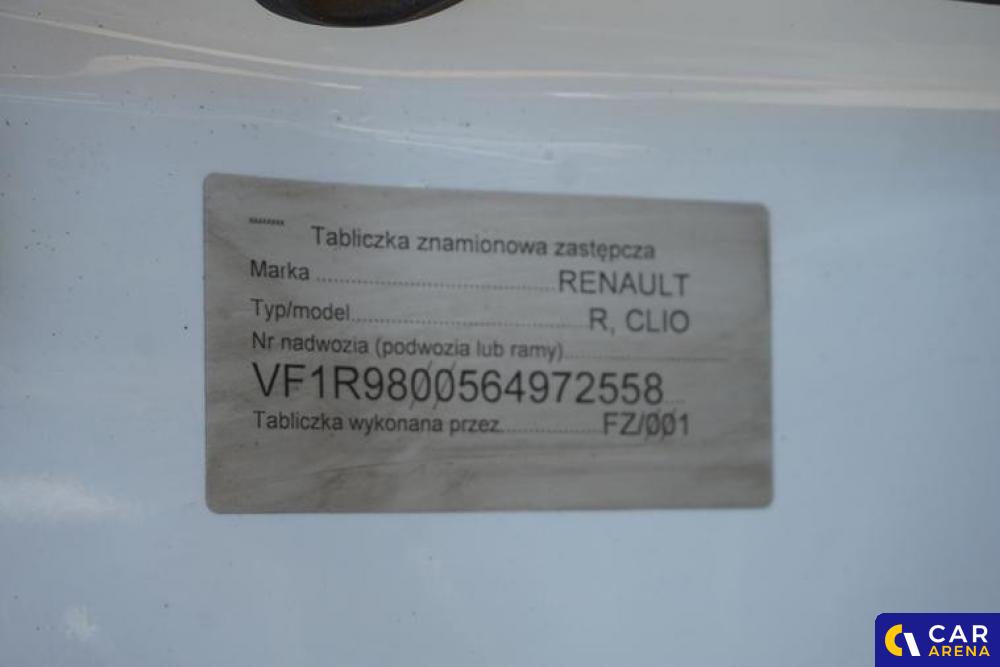 Tabliczka znamionowa zastępcza
Marka ........................................ RENAULT
Typ/model........................................ R, CLIO
Nr nadwozia (podwozia lub ramy)............................
VF1R9800564972558
Tabliczka wykonana przez.................. FZ/001
CAR
ARENA